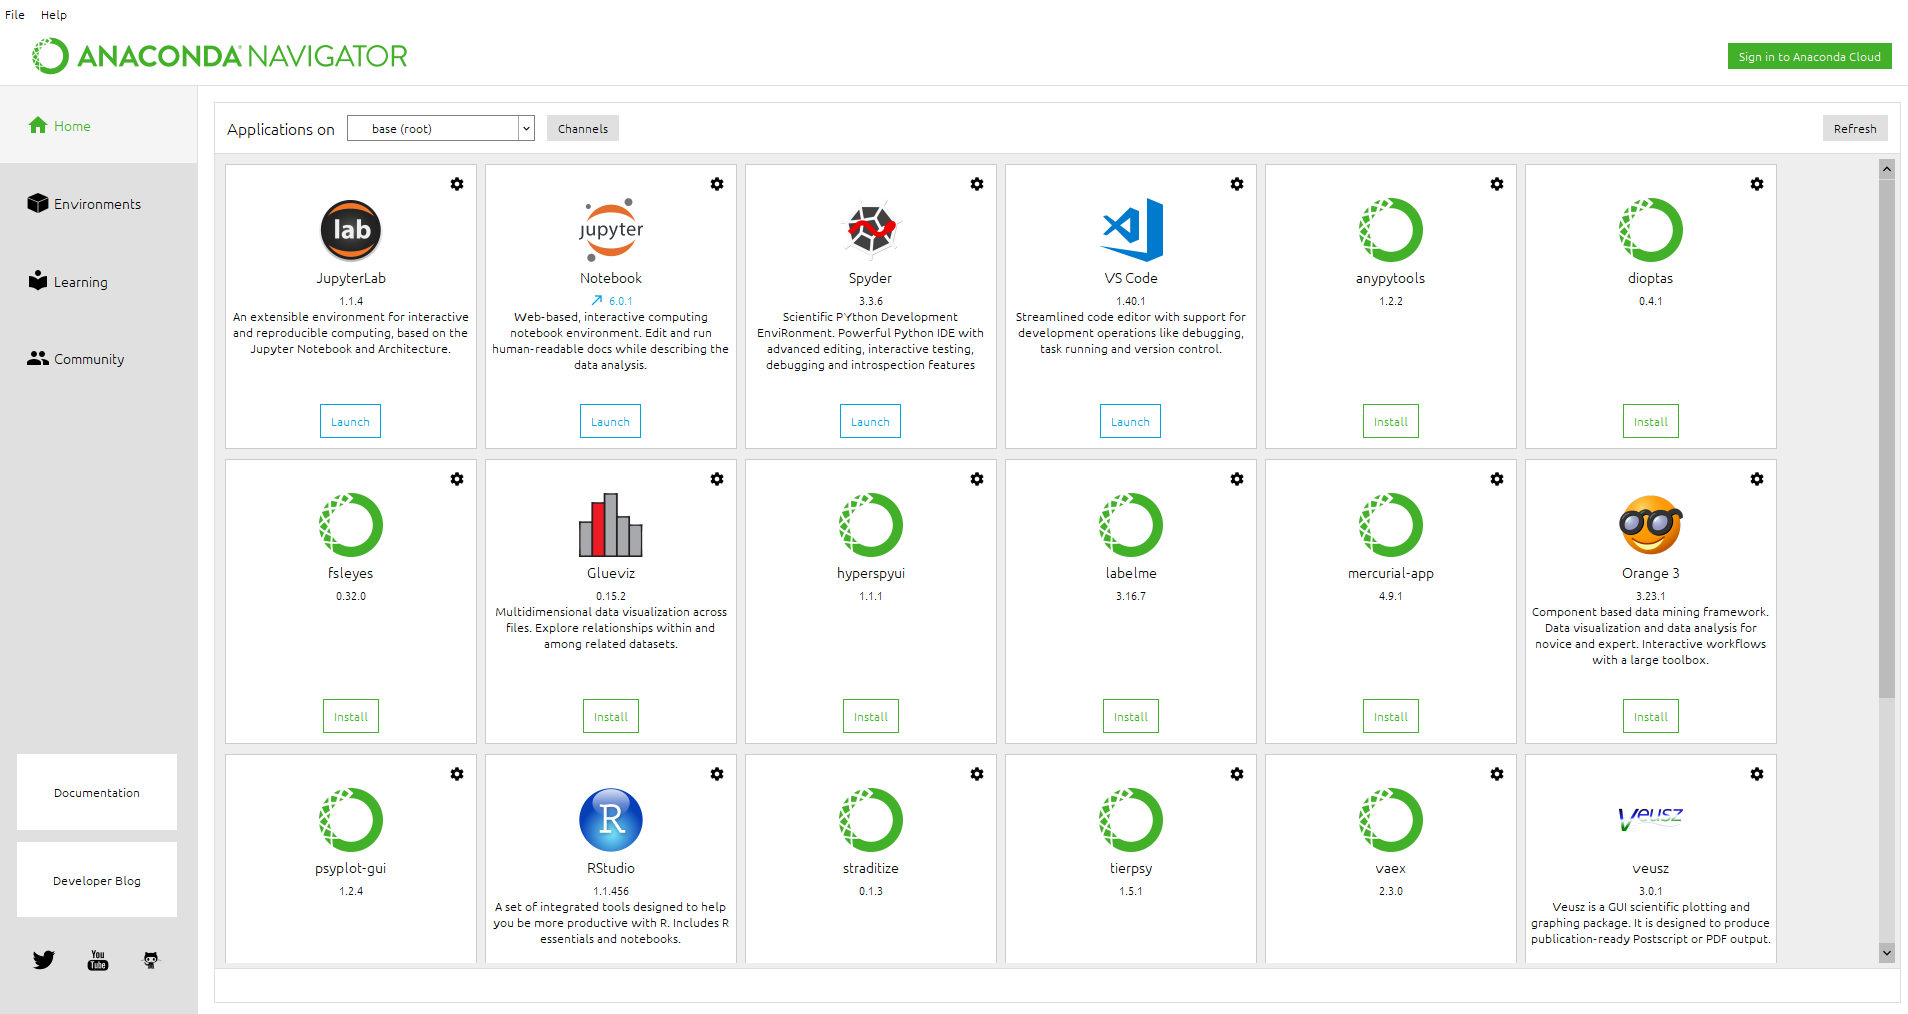 File Help
ANACONDA NAVIGATOR
Sign in to Anaconda Cloud
Home
Environments
Learning
Community
Documentation
Developer Blog
You
Tube
Applications on base (root) Channels Refresh
lab
JupyterLab
1.1.4
An extensible environment for interactive
and reproducible computing, based on the
Jupyter Notebook and Architecture.
Launch
jupyter
Notebook
6.0.1
Web-based, interactive computing
notebook environment. Edit and run
human-readable docs while describing the
data analysis.
Launch
Spyder
3.3.6
Scientific PYthon Development
EnviRonment. Powerful Python IDE with
advanced editing, interactive testing,
debugging and introspection features
Launch
VS Code
1.40.1
Streamlined code editor with support for
development operations like debugging,
task running and version control.
Launch
anypytools
1.2.2
Install
dioptas
0.4.1
Install
fsleyes
0.32.0
Install
Glueviz
0.15.2
Multidimensional data visualization across
files. Explore relationships within and
among related datasets.
Install
hyperspyui
1.1.1
Install
labelme
3.16.7
Install
mercurial-app
4.9.1
Install
Orange 3
3.23.1
Component based data mining framework.
Data visualization and data analysis for
novice and expert. Interactive workflows
with a large toolbox.
Install
psyplot-gui
1.2.4
R
RStudio
1.1.456
A set of integrated tools designed to help
you be more productive with R. Includes R
essentials and notebooks.
straditize
0.1.3
tierpsy
1.5.1
vaex
2.3.0
Veusz
veusz
3.0.1
Veusz is a GUI scientific plotting and
graphing package. It is designed to produce
publication-ready Postscript or PDF output.